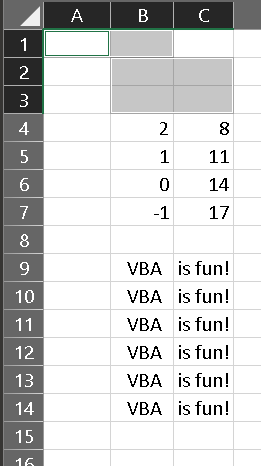 A B C
1
2
3
4 2 8
5 1 11
6 0 14
7 -1 17
8
9 VBA is fun!
10 VBA is fun!
11 VBA is fun!
12 VBA is fun!
13 VBA is fun!
14 VBA is fun!
15
16